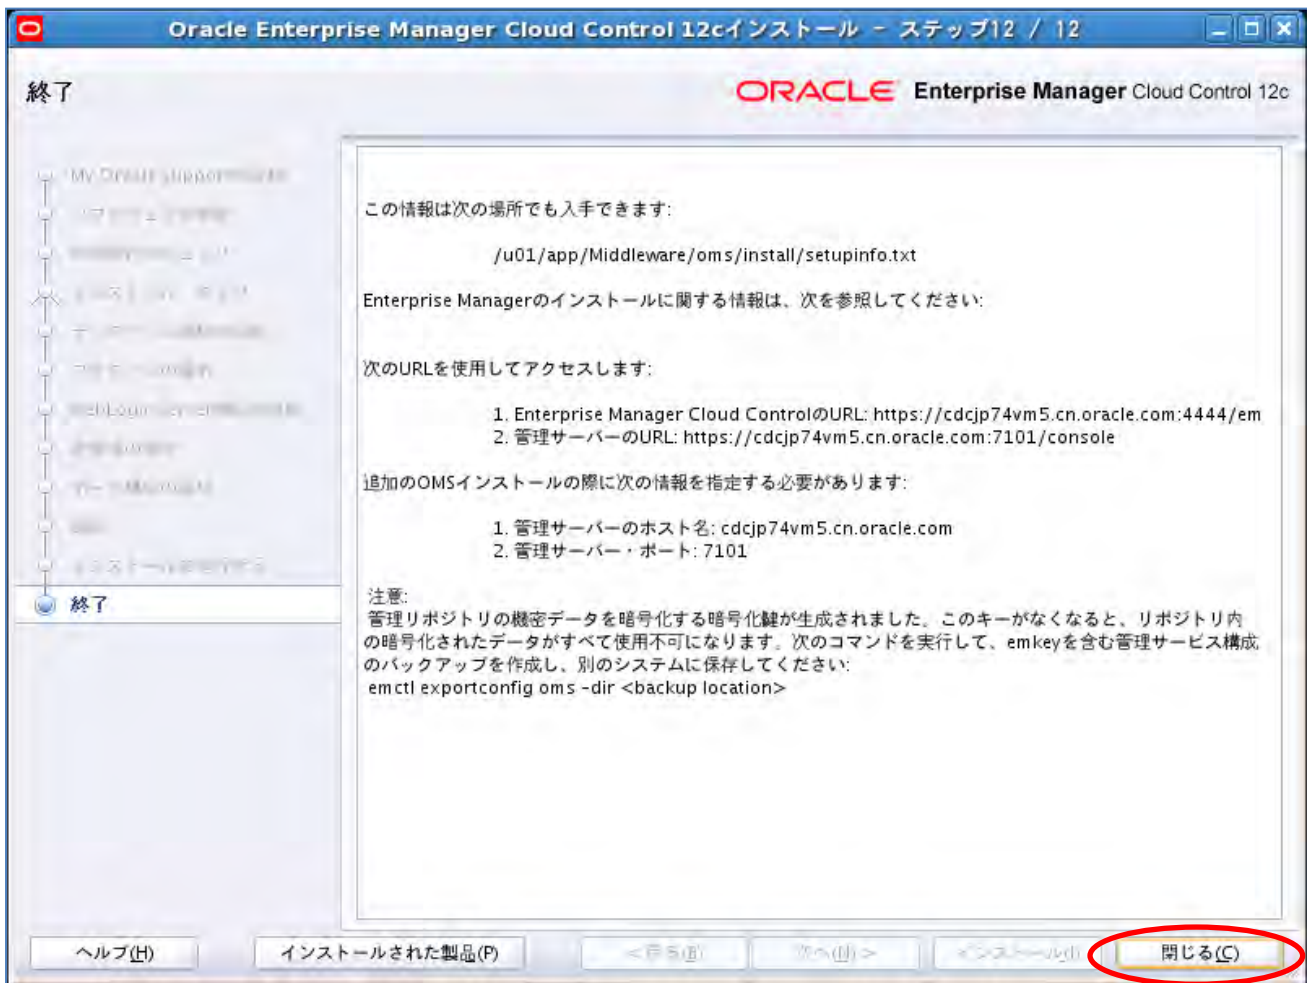 Oracle Enterprise Manager Cloud Control 12cインストール - ステップ12 / 12
終了
ORACLE Enterprise Manager Cloud Control 12c
この情報は次の場所でも入手できます:
/u01/app/Middleware/oms/install/setupinfo.txt
Enterprise Managerのインストールに関する情報は、次を参照してください:
次のURLを使用してアクセスします:
1. Enterprise Manager Cloud ControlのURL: https://cdcjp74vm5.cn.oracle.com:4444/em
2. 管理サーバーのURL: https://cdcjp74vm5.cn.oracle.com:7101/console
追加のOMSインストールの際に次の情報を指定する必要があります:
1. 管理サーバーのホスト名: cdcjp74vm5.cn.oracle.com
2. 管理サーバー・ポート: 7101
終了
注意:
管理リポジトリの機密データを暗号化する暗号化鍵が生成されました。このキーがなくなると、リポジトリ内
の暗号化されたデータがすべて使用不可になります。次のコマンドを実行して、emkeyを含む管理サービス構成
のバックアップを作成し、別のシステムに保存してください:
emctl exportconfig oms -dir <backup location>
ヘルプ(H)
インストールされた製品(P)
< 戻る(B)
次へ(N) >
インストール(I)
閉じる(C)